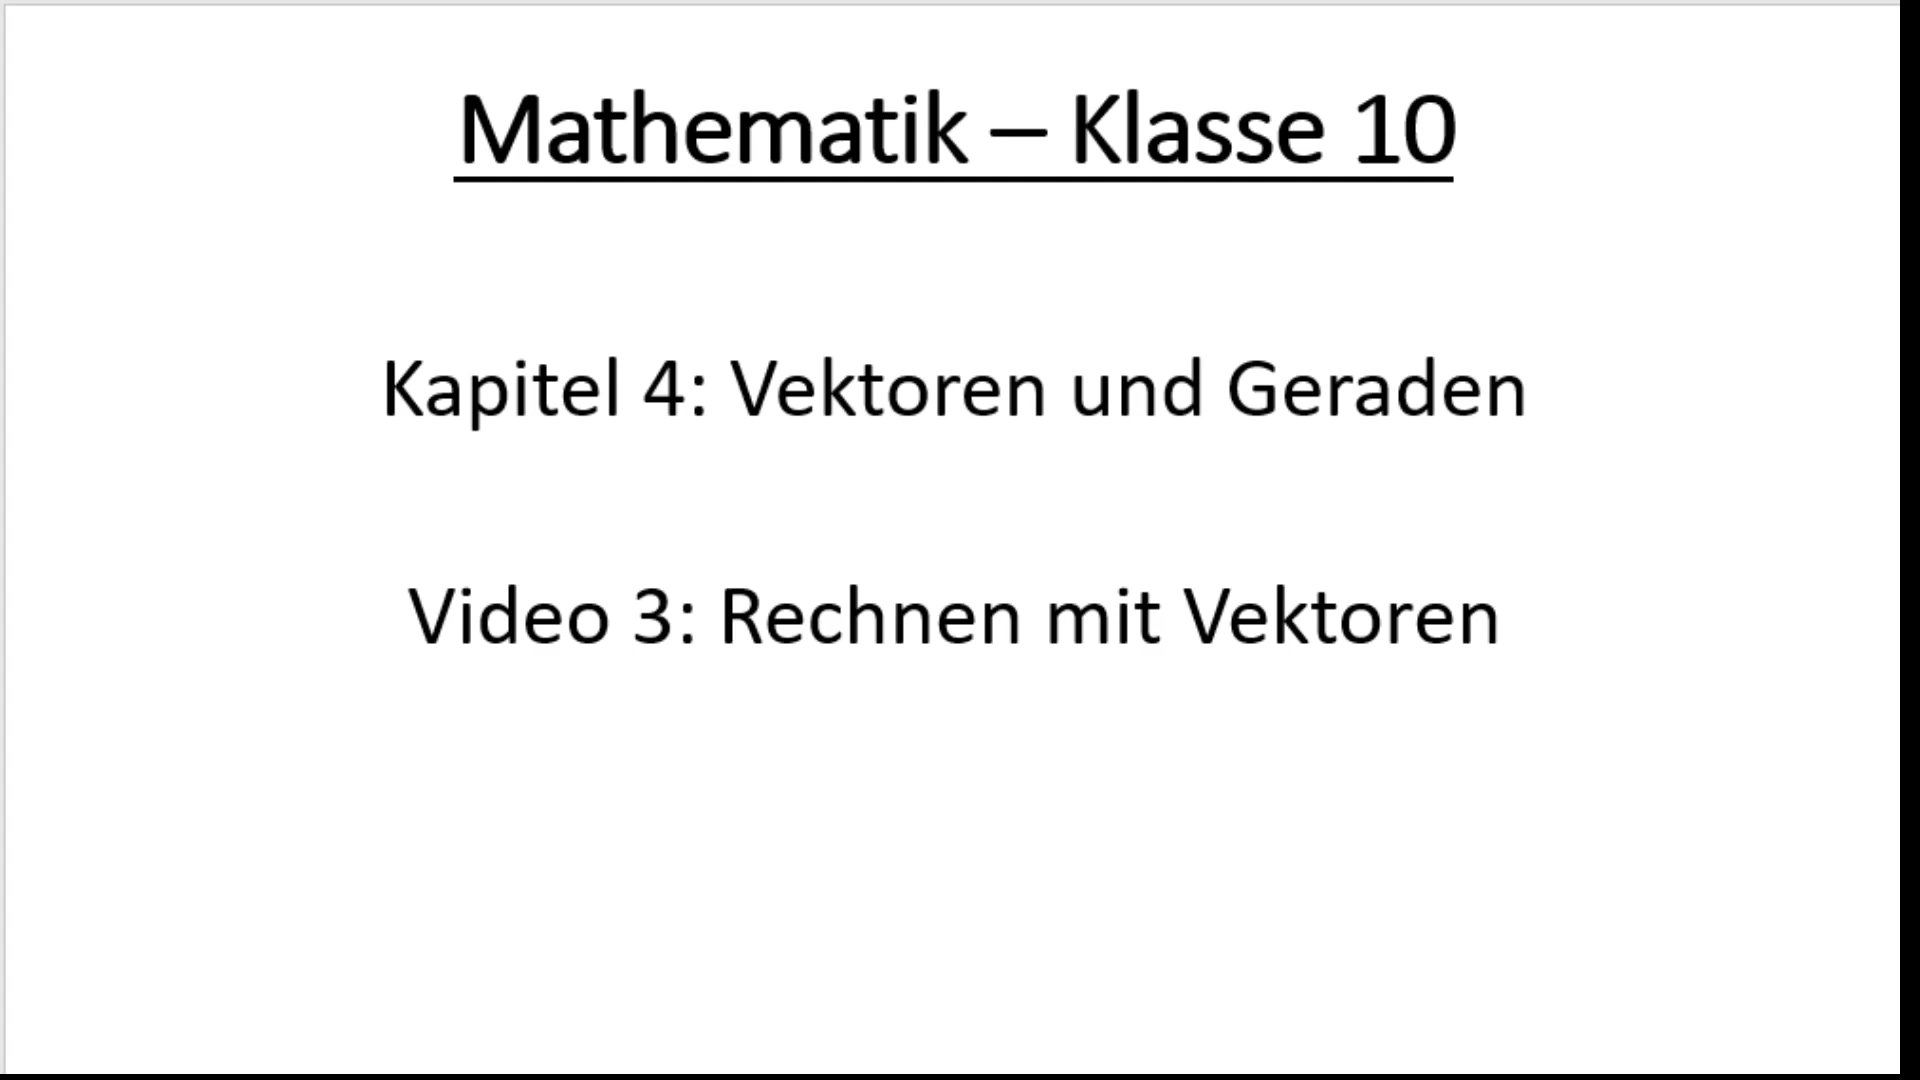 Mathematik – Klasse 10
Kapitel 4: Vektoren und Geraden
Video 3: Rechnen mit Vektoren